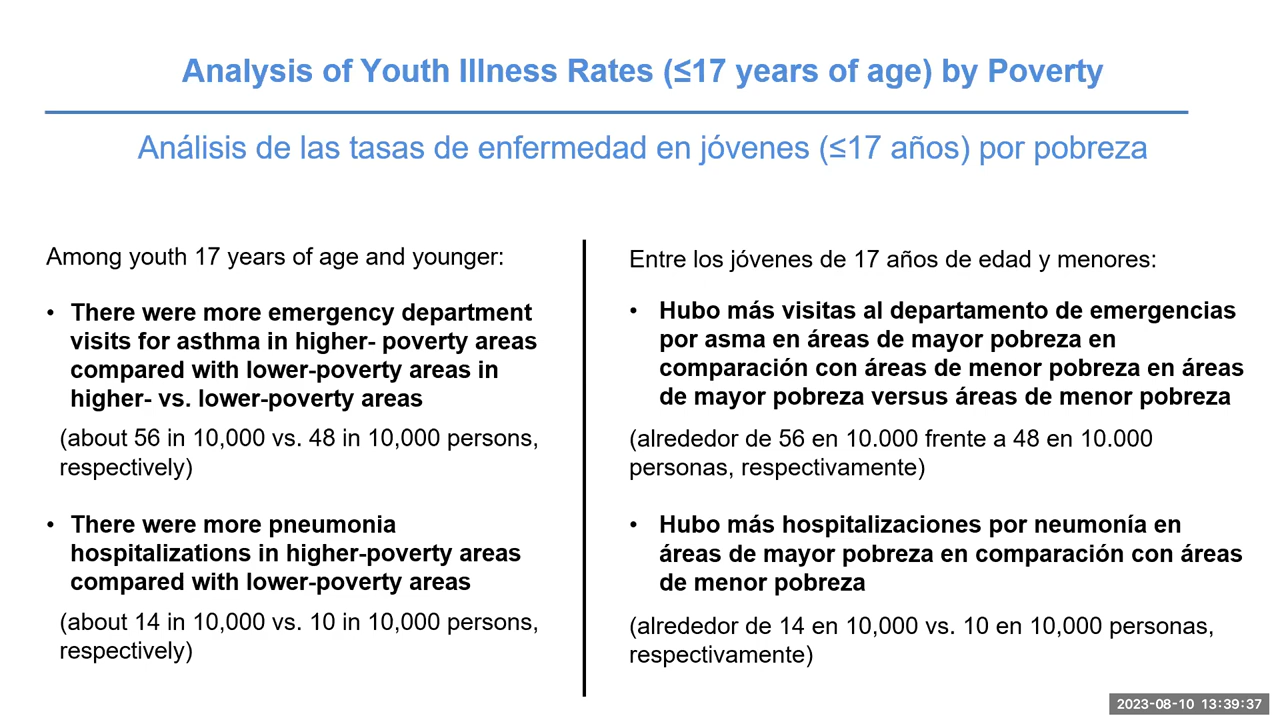 Analysis of Youth Illness Rates (≤17 years of age) by Poverty
Análisis de las tasas de enfermedad en jóvenes (≤17 años) por pobreza
Among youth 17 years of age and younger:
• There were more emergency department
visits for asthma in higher- poverty areas
compared with lower-poverty areas in
higher- vs. lower-poverty areas
(about 56 in 10,000 vs. 48 in 10,000 persons,
respectively)
• There were more pneumonia
hospitalizations in higher-poverty areas
compared with lower-poverty areas
(about 14 in 10,000 vs. 10 in 10,000 persons,
respectively)
Entre los jóvenes de 17 años de edad y menores:
• Hubo más visitas al departamento de emergencias
por asma en áreas de mayor pobreza en
comparación con áreas de menor pobreza en áreas
de mayor pobreza versus áreas de menor pobreza
(alrededor de 56 en 10.000 frente a 48 en 10.000
personas, respectivamente)
• Hubo más hospitalizaciones por neumonía en
áreas de mayor pobreza en comparación con áreas
de menor pobreza
(alrededor de 14 en 10,000 vs. 10 en 10,000 personas,
respectivamente)
2023-08-10 13:39:37